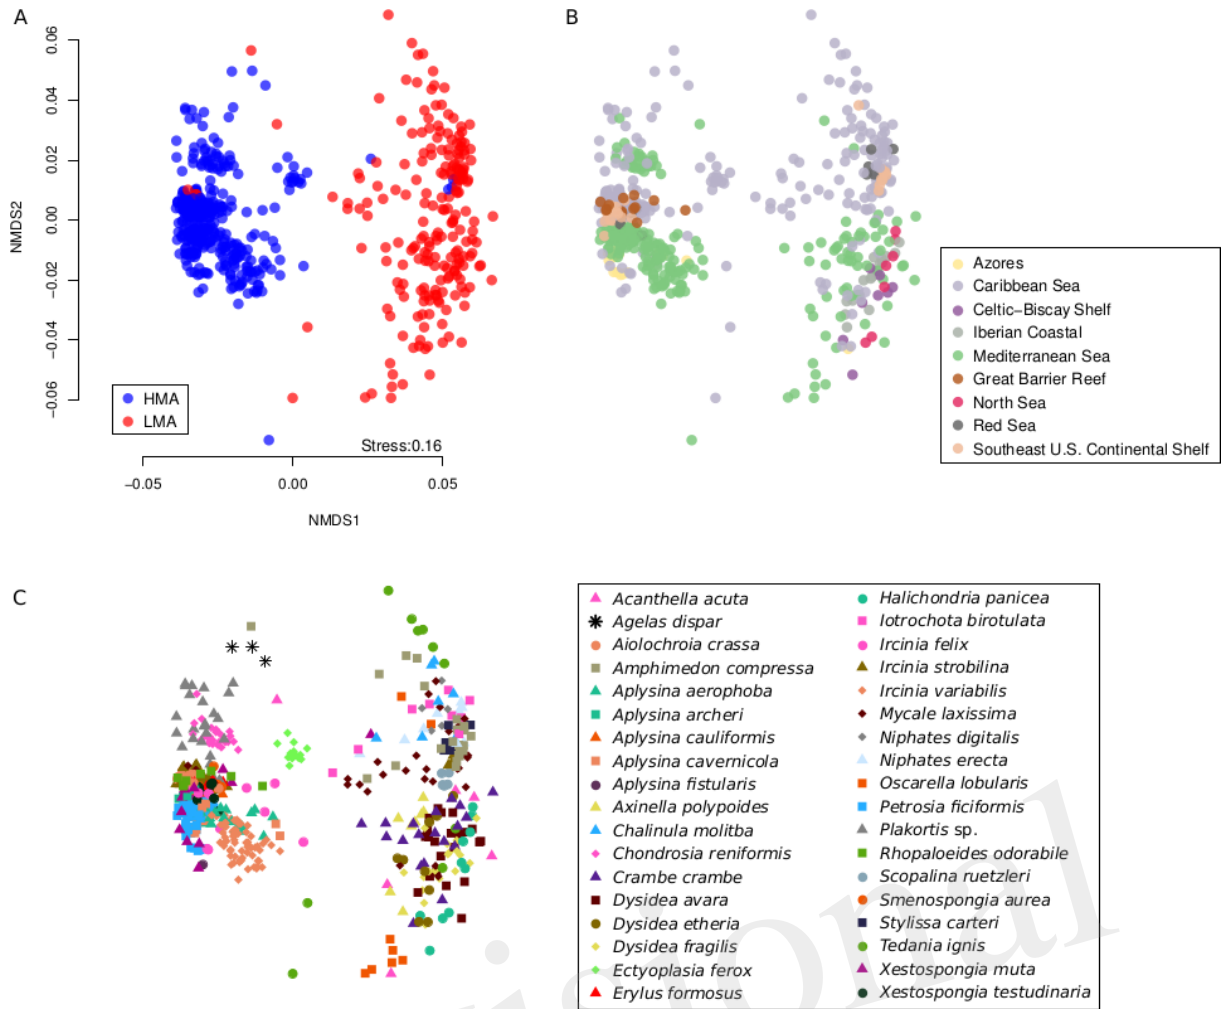 A
B
0.06
0.04
0.02
0.00
−0.02
−0.04
−0.06
NMDS2
HMA
LMA
Stress:0.16
−0.05
0.00
0.05
NMDS1
Azores
Caribbean Sea
Celtic−Biscay Shelf
Iberian Coastal
Mediterranean Sea
Great Barrier Reef
North Sea
Red Sea
Southeast U.S. Continental Shelf
C
Acanthella acuta
Agelas dispar
Aiolochroia crassa
Amphimedon compressa
Aplysina aerophoba
Aplysina archeri
Aplysina cauliformis
Aplysina cavernicola
Aplysina fistularis
Axinella polypoides
Chalinula molitba
Chondrosia reniformis
Crambe crambe
Dysidea avara
Dysidea etheria
Dysidea fragilis
Ectyoplasia ferox
Erylus formosus
Halichondria panicea
Iotrochota birotulata
Ircinia felix
Ircinia strobilina
Ircinia variabilis
Mycale laxissima
Niphates digitalis
Niphates erecta
Oscarella lobularis
Petrosia ficiformis
Plakortis sp.
Rhopaloeides odorabile
Scopalina ruetzleri
Smenospongia aurea
Stylissa carteri
Tedania ignis
Xestospongia muta
Xestospongia testudinaria
isional